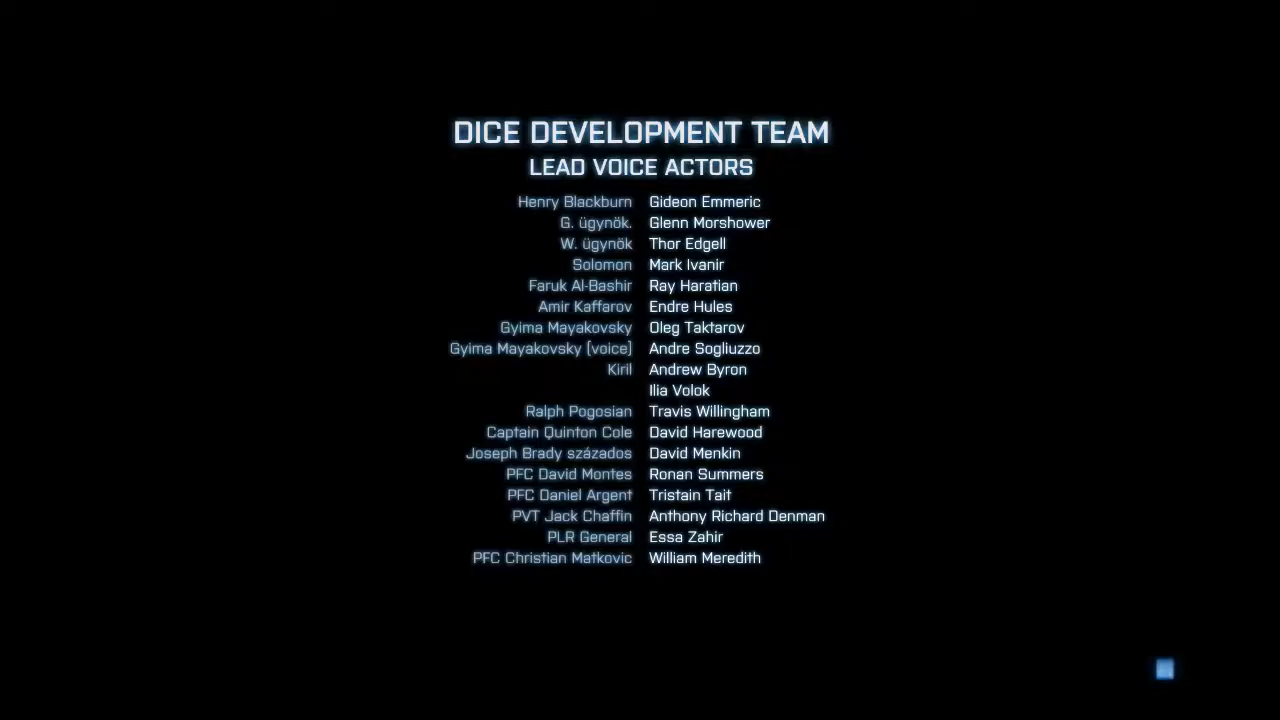 DICE DEVELOPMENT TEAM
LEAD VOICE ACTORS
Henry Blackburn Gideon Emmeric
G. ügynök. Glenn Morshower
W. ügynök Thor Edgell
Solomon Mark Ivanir
Faruk Al-Bashir Ray Haratian
Amir Kaffarov Endre Hules
Gyima Mayakovsky Oleg Taktarov
Gyima Mayakovsky (voice) Andre Sogliuzzo
Kiril Andrew Byron
Ilia Volok
Ralph Pogosian Travis Willingham
Captain Quinton Cole David Harewood
Joseph Brady százados David Menkin
PFC David Montes Ronan Summers
PFC Daniel Argent Tristain Tait
PVT Jack Chaffin Anthony Richard Denman
PLR General Essa Zahir
PFC Christian Matkovic William Meredith